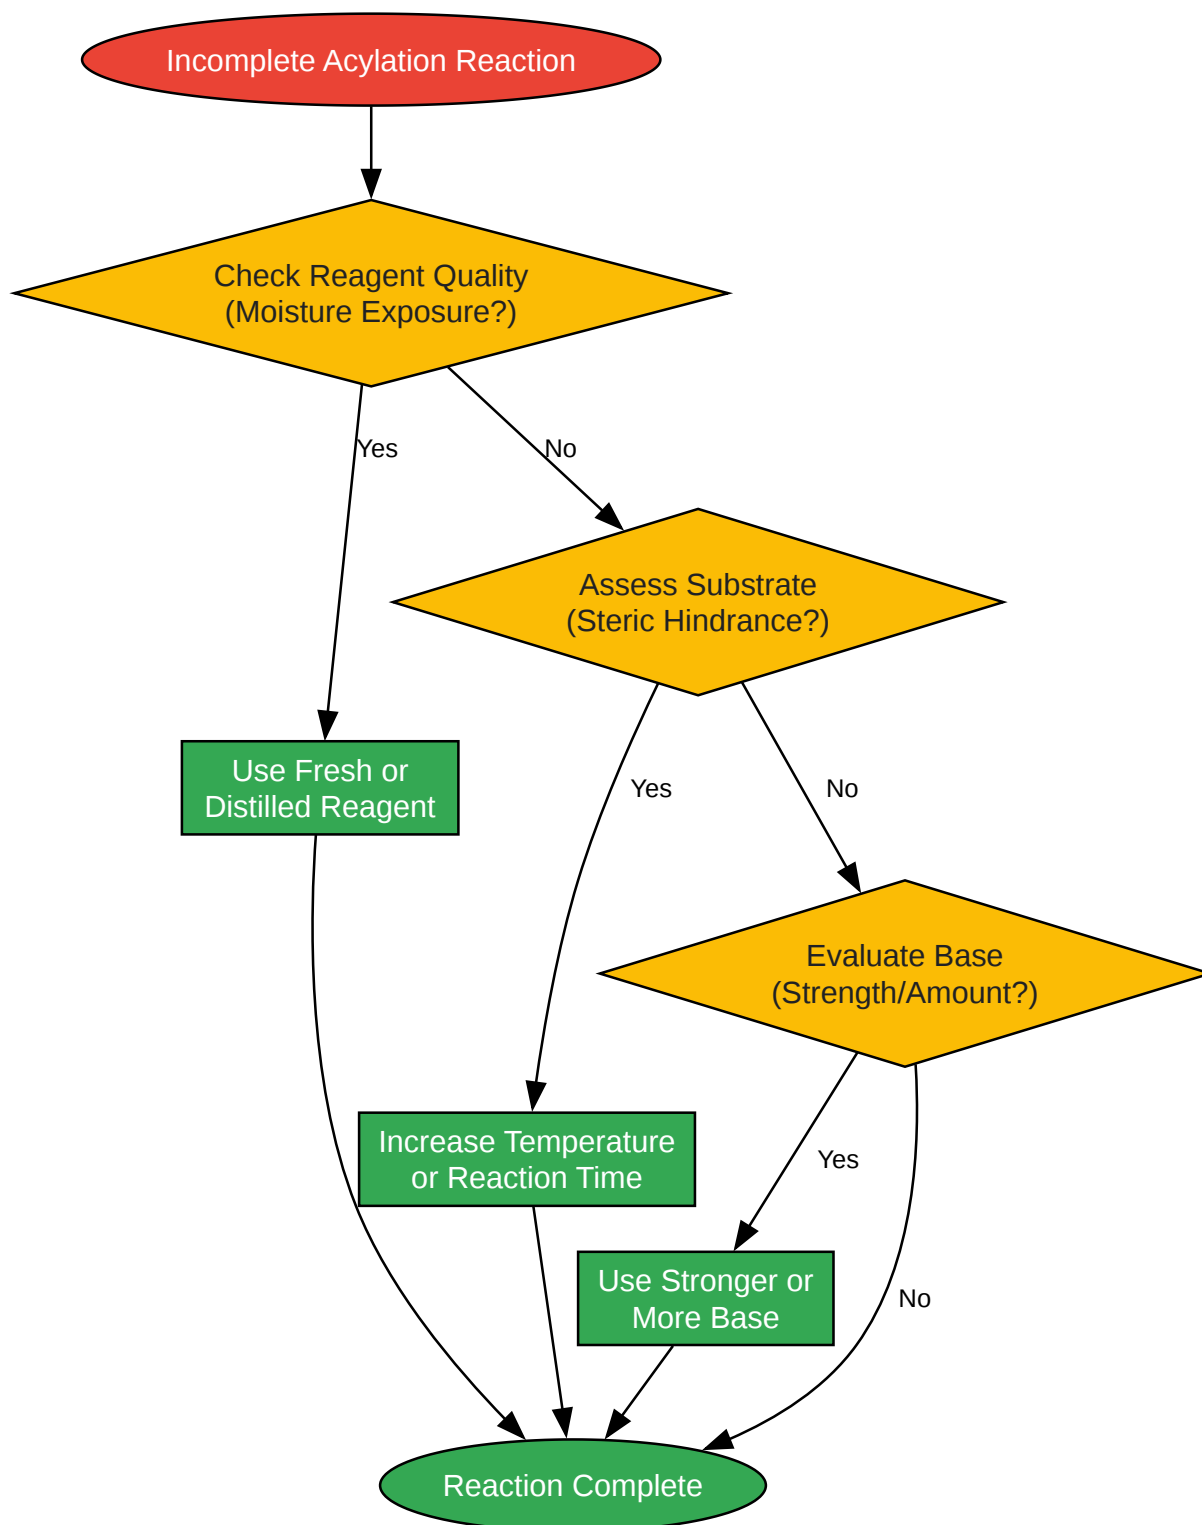 Incomplete Acylation Reaction
Check Reagent Quality
(Moisture Exposure?)
Yes
No
Assess Substrate
(Steric Hindrance?)
Use Fresh or
Distilled Reagent
Yes
No
Evaluate Base
(Strength/Amount?)
Increase Temperature
or Reaction Time
Yes
Use Stronger or
More Base
No
Reaction Complete